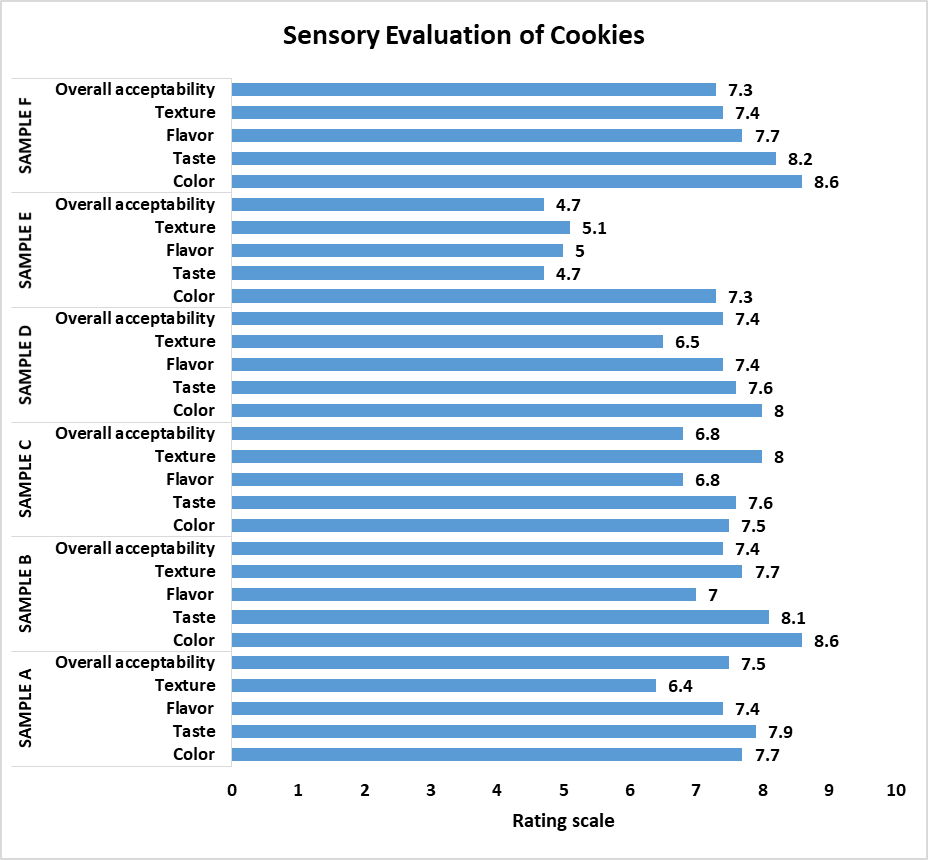 Sensory Evaluation of Cookies
SAMPLE F
Overall acceptability 7.3
Texture 7.4
Flavor 7.7
Taste 8.2
Color 8.6
SAMPLE E
Overall acceptability 4.7
Texture 5.1
Flavor 5
Taste 4.7
Color 7.3
SAMPLE D
Overall acceptability 7.4
Texture 6.5
Flavor 7.4
Taste 7.6
Color 8
SAMPLE C
Overall acceptability 6.8
Texture 8
Flavor 6.8
Taste 7.6
Color 7.5
SAMPLE B
Overall acceptability 7.4
Texture 7.7
Flavor 7
Taste 8.1
Color 8.6
SAMPLE A
Overall acceptability 7.5
Texture 6.4
Flavor 7.4
Taste 7.9
Color 7.7
0 1 2 3 4 5 6 7 8 9 10
Rating scale